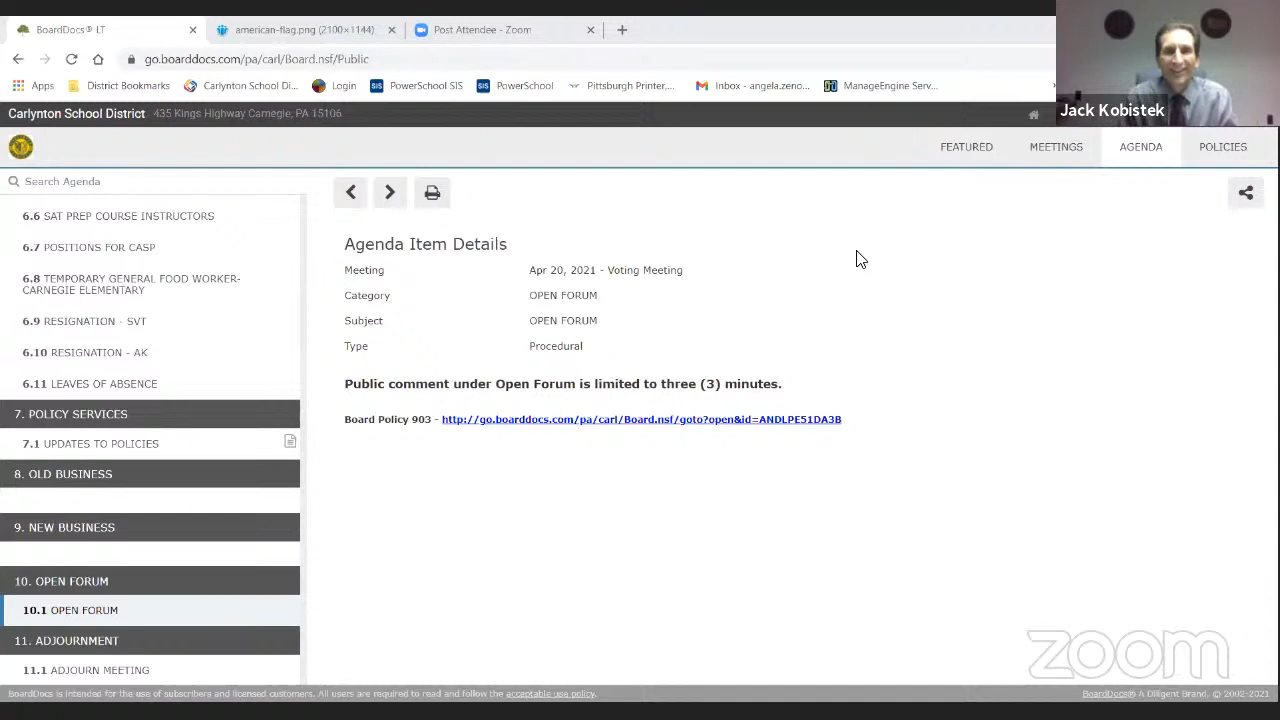 BoardDocs® LT
american-flag.png (2100×1144)
Post Attendee - Zoom
go.boarddocs.com/pa/carl/Board.nsf/Public
Apps
District Bookmarks
Carlynton School Di...
Login
SIS
PowerSchool SIS
SIS
PowerSchool
Pittsburgh Printer,...
Inbox - angela.zeno...
ManageEngine Serv...
Jack Kobistek
Carlynton School District 435 Kings Highway Carnegie, PA 15106
FEATURED
MEETINGS
AGENDA
POLICIES
Search Agenda
6.6 SAT PREP COURSE INSTRUCTORS
6.7 POSITIONS FOR CASP
6.8 TEMPORARY GENERAL FOOD WORKER-
CARNEGIE ELEMENTARY
6.9 RESIGNATION - SVT
6.10 RESIGNATION - AK
6.11 LEAVES OF ABSENCE
7. POLICY SERVICES
7.1 UPDATES TO POLICIES
8. OLD BUSINESS
9. NEW BUSINESS
10. OPEN FORUM
10.1 OPEN FORUM
11. ADJOURNMENT
11.1 ADJOURN MEETING
Agenda Item Details
Meeting Apr 20, 2021 - Voting Meeting
Category OPEN FORUM
Subject OPEN FORUM
Type Procedural
Public comment under Open Forum is limited to three (3) minutes.
Board Policy 903 - http://go.boarddocs.com/pa/carl/Board.nsf/goto?open&id=ANDLPE51DA3B
zoom
BoardDocs is intended for the use of subscribers and licensed customers. All users are required to read and follow the acceptable use policy.
BoardDocs® A Diligent Brand, © 2002-2021